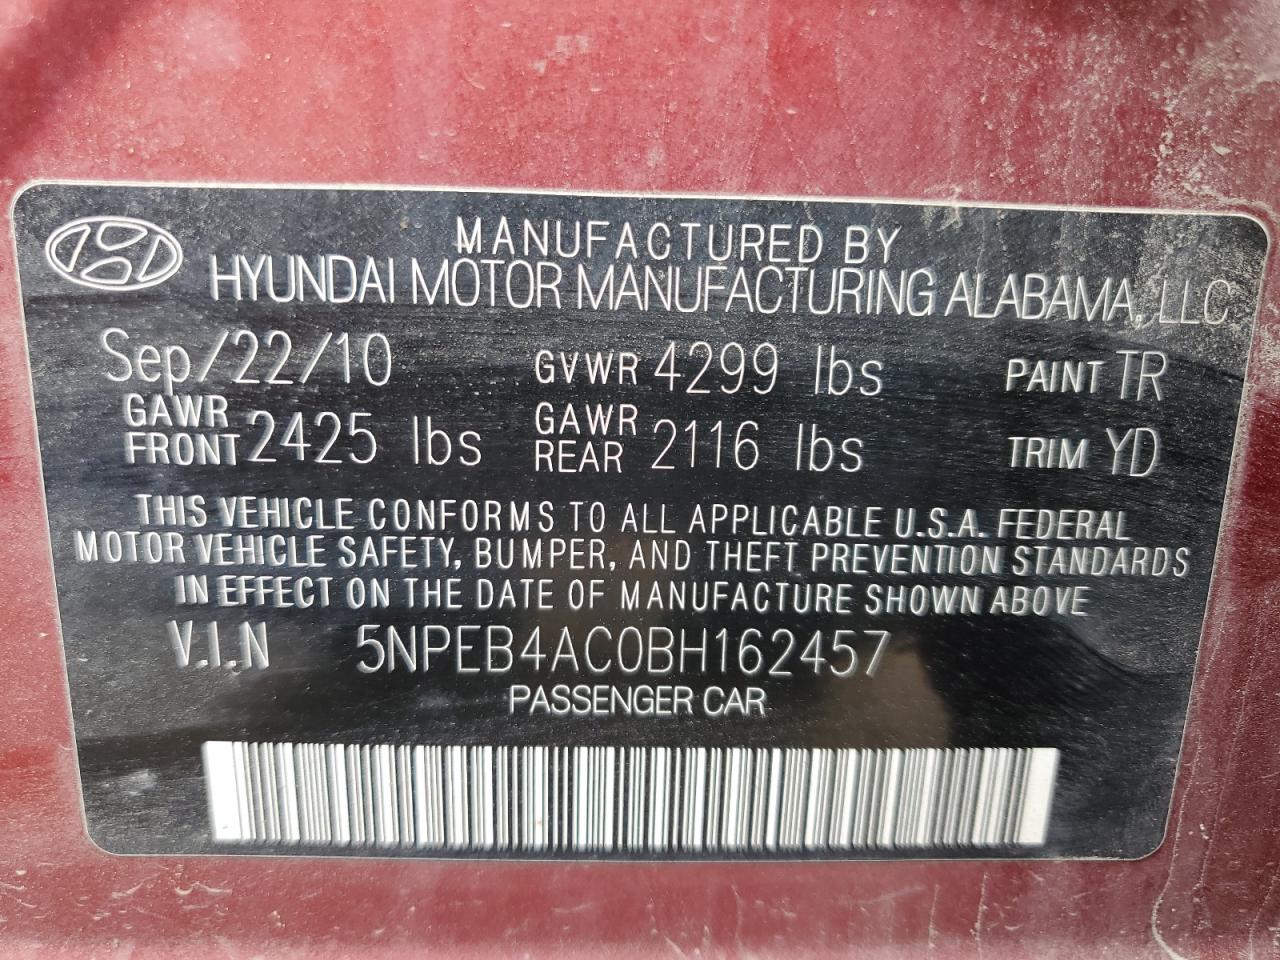 MANUFACTURED BY
HYUNDAI MOTOR MANUFACTURING ALABAMA, LLC
Sep/22/10 GVWR 4299 lbs PAINT TR
GAWR FRONT 2425 lbs GAWR REAR 2116 lbs TRIM YD
THIS VEHICLE CONFORMS TO ALL APPLICABLE U.S.A. FEDERAL
MOTOR VEHICLE SAFETY, BUMPER, AND THEFT PREVENTION STANDARDS
IN EFFECT ON THE DATE OF MANUFACTURE SHOWN ABOVE
V.I.N 5NPEB4AC0BH162457
PASSENGER CAR